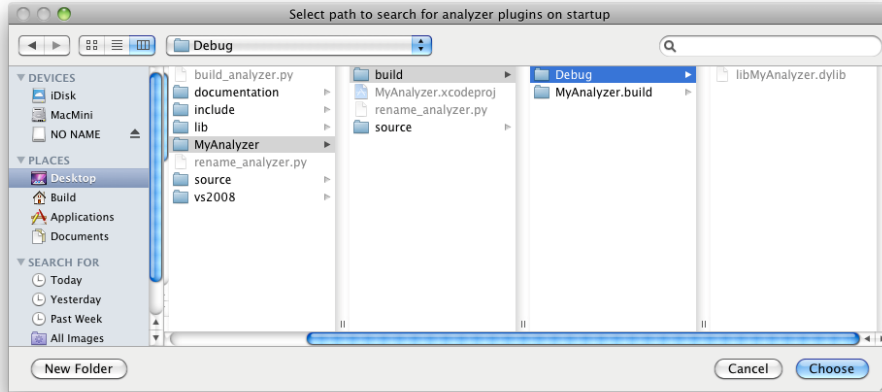 Select path to search for analyzer plugins on startup
Debug
DEVICES
iDisk
MacMini
NO NAME
PLACES
Desktop
Build
Applications
Documents
SEARCH FOR
Today
Yesterday
Past Week
All Images
build_analyzer.py
documentation
include
lib
MyAnalyzer
rename_analyzer.py
source
vs2008
build
MyAnalyzer.xcodeproj
rename_analyzer.py
source
Debug
MyAnalyzer.build
libMyAnalyzer.dylib
New Folder
Cancel
Choose